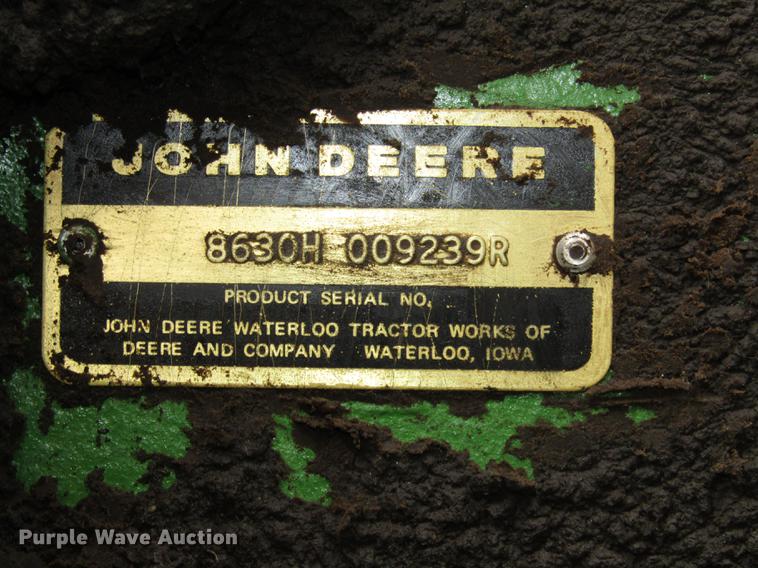 JOHN DEERE
8630H 009239R
PRODUCT SERIAL NO.
JOHN DEERE WATERLOO TRACTOR WORKS OF
DEERE AND COMPANY WATERLOO, IOWA
Purple Wave Auction